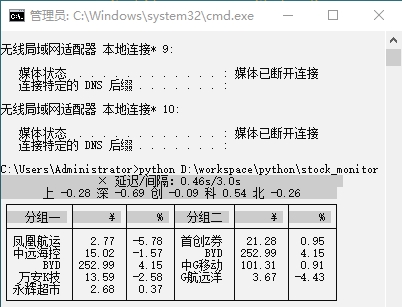 管理员: C:\Windows\system32\cmd.exe
无线局域网适配器 本地连接* 9:
媒体状态 . . . . . . . . . . . . : 媒体已断开连接
连接特定的 DNS 后缀 . . . . . . . :
无线局域网适配器 本地连接* 10:
媒体状态 . . . . . . . . . . . . : 媒体已断开连接
连接特定的 DNS 后缀 . . . . . . . :
C:\Users\Administrator>python D:\workspace\python\stock_monitor
× 延迟/间隔: 0.46s/3.0s
上 -0.28 深 -0.69 创 -0.09 科 0.54 北 -0.26
分组一 ¥ % 分组二 ¥ %
凤凰航运 2.77 -5.78 首创Z券 21.28 0.95
中远海控 15.02 -1.57 BYD 252.99 4.15
BYD 252.99 4.15 中G移动 101.31 0.91
万安K技 13.59 -2.58 G航远洋 3.67 -4.43
永辉超市 2.68 0.37